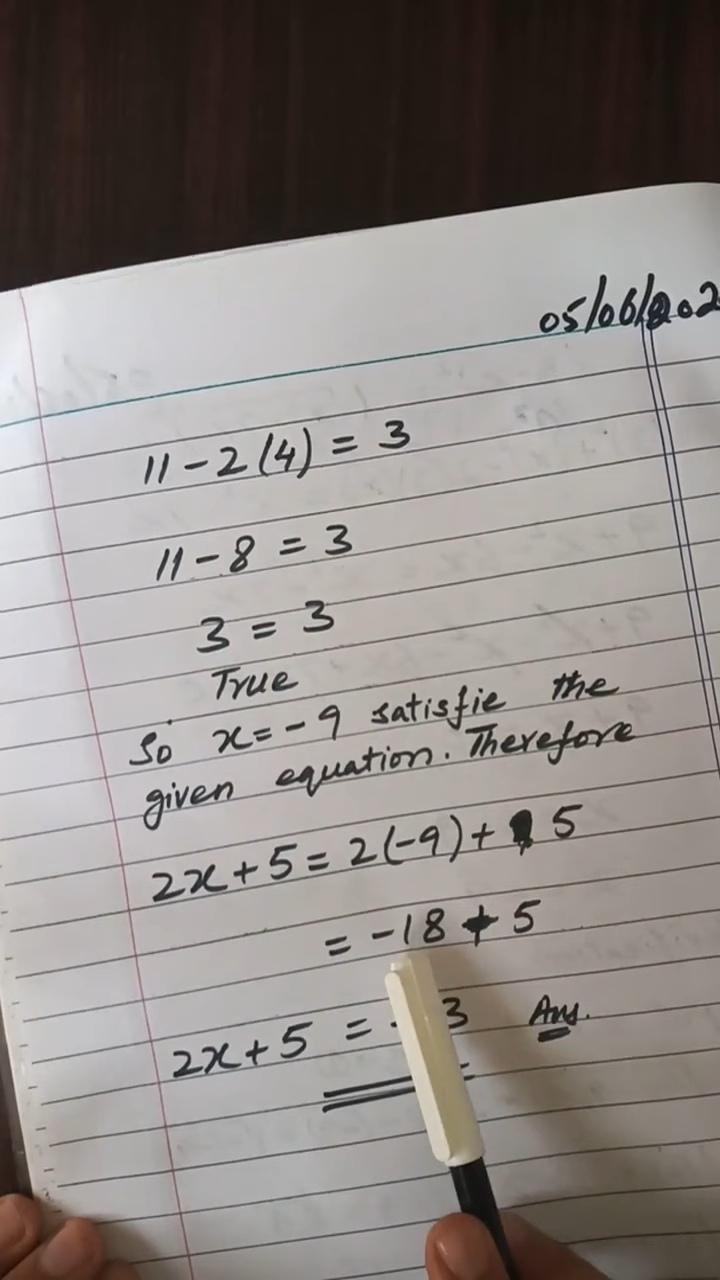 05/06/202
11 - 2(4) = 3
11 - 8 = 3
3 = 3
True
So x = -9 satisfie the
given equation. Therefore
2x + 5 = 2(-9) + 5
= -18 + 5
2x + 5 = - 3 Ans.